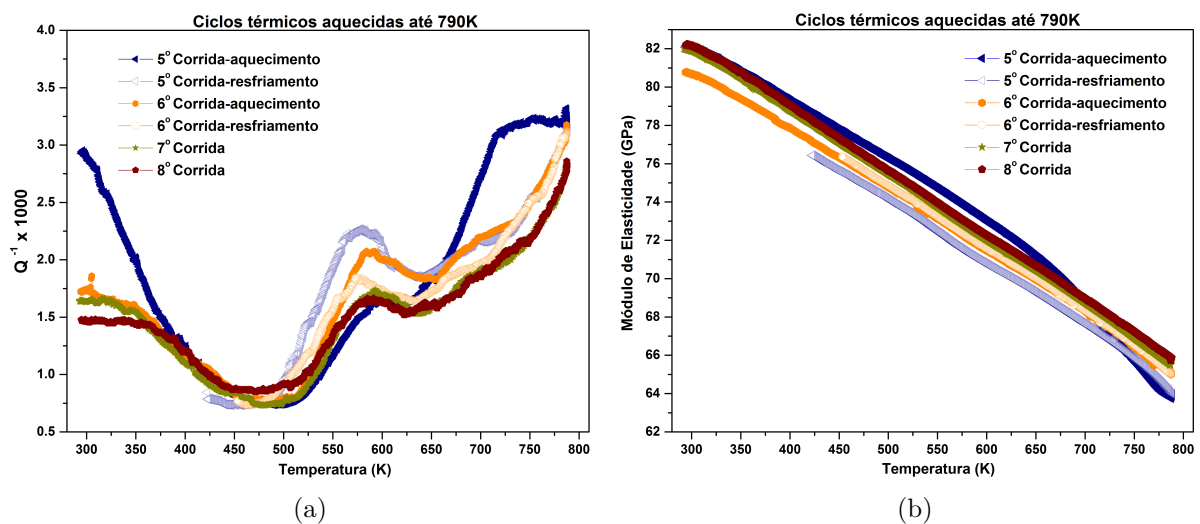 Ciclos térmicos aquecidas até 790K
4.0
3.5
3.0
2.5
2.0
1.5
1.0
0.5
Q⁻¹ x 1000
5° Corrida-aquecimento
5° Corrida-resfriamento
6° Corrida-aquecimento
6° Corrida-resfriamento
7° Corrida
8° Corrida
300 350 400 450 500 550 600 650 700 750 800
Temperatura (K)
(a)
Ciclos térmicos aquecidas até 790K
82
80
78
76
74
72
70
68
66
64
62
Módulo de Elasticidade (GPa)
5° Corrida-aquecimento
5° Corrida-resfriamento
6° Corrida-aquecimento
6° Corrida-resfriamento
7° Corrida
8° Corrida
300 350 400 450 500 550 600 650 700 750 800
Temperatura (K)
(b)